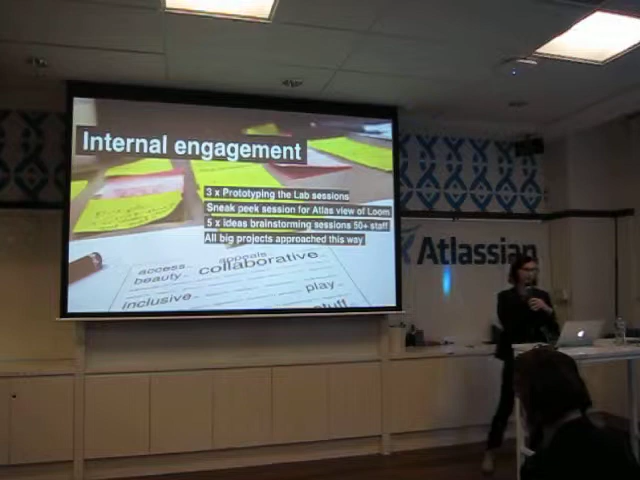 Internal engagement
3 x Prototyping the Lab sessions
Sneak peek session for Atlas view of Loom
5 x ideas brainstorming sessions 50+ staff
All big projects approached this way
access
appeals
beauty
collaborative
inclusive
play
stuff
Atlassian